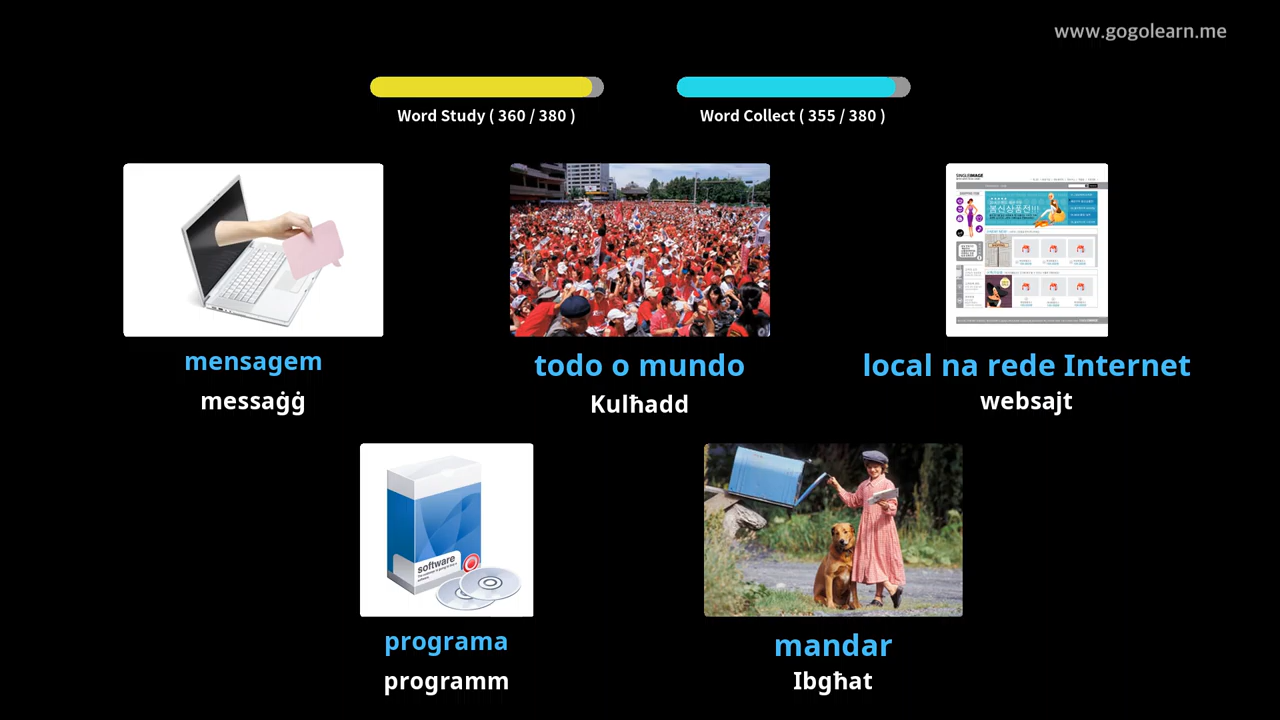 www.gogolearn.me
Word Study ( 360 / 380 )
Word Collect ( 355 / 380 )
mensagem
messaġġ
todo o mundo
Kulħadd
local na rede Internet
websajt
software
programa
programm
mandar
Ibgħat